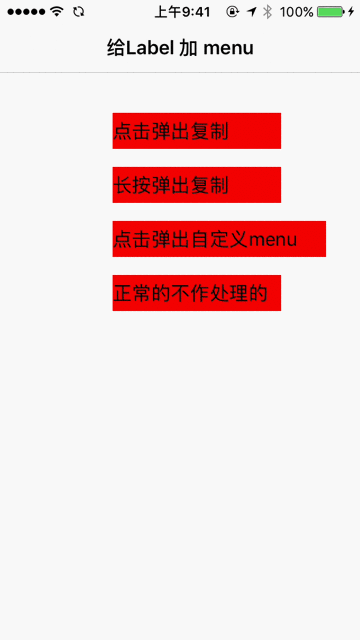 上午9:41 100%
给Label 加 menu
点击弹出复制
长按弹出复制
点击弹出自定义menu
正常的不作处理的